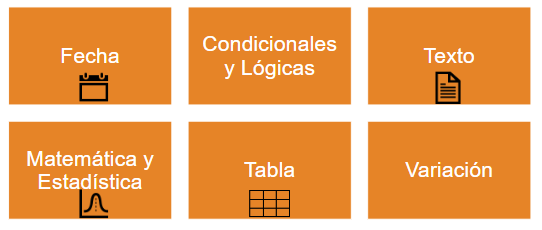 Fecha
Condicionales
y Lógicas
Texto
Matemática y
Estadística
Tabla
Variación